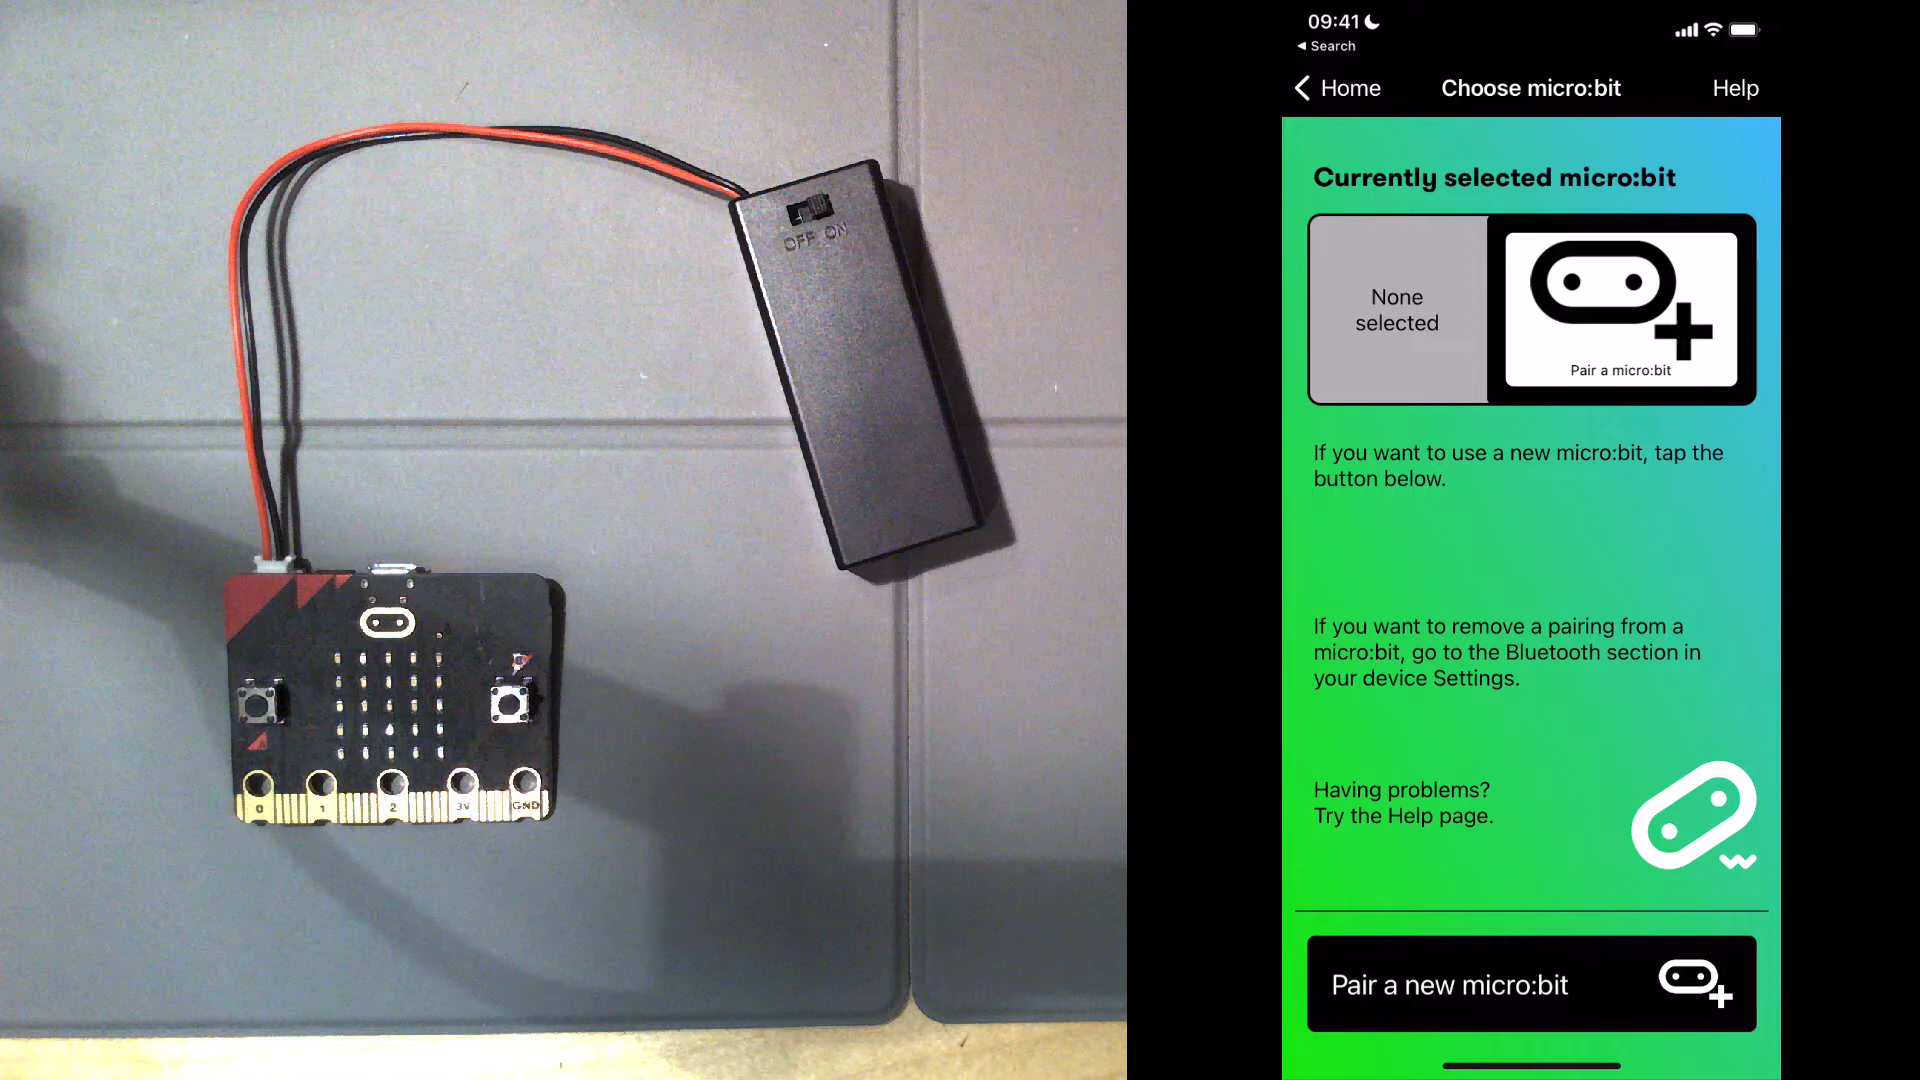 OFF ON
0 1 2 3V GND
09:41
Search
Home
Choose micro:bit
Help
Currently selected micro:bit
None
selected
Pair a micro:bit
If you want to use a new micro:bit, tap the
button below.
If you want to remove a pairing from a
micro:bit, go to the Bluetooth section in
your device Settings.
Having problems?
Try the Help page.
Pair a new micro:bit